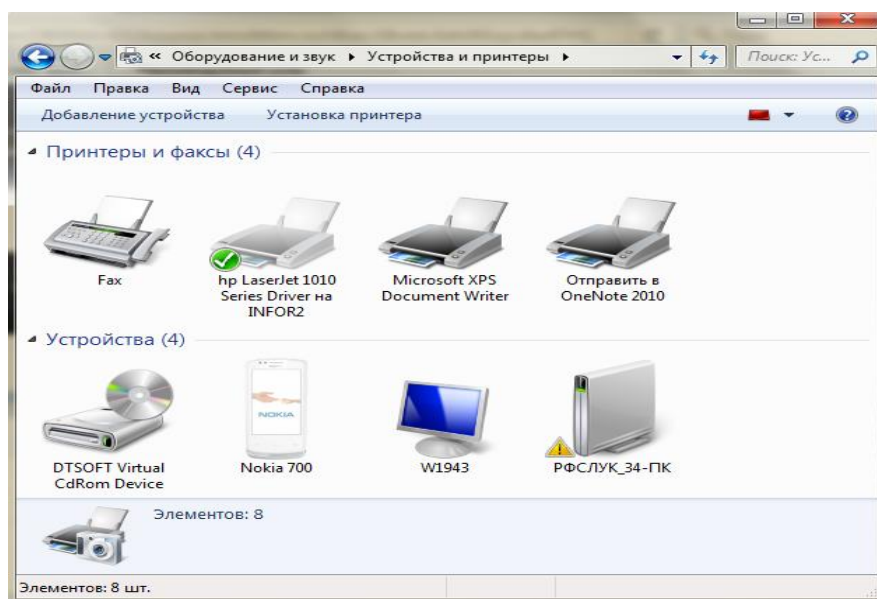 « Оборудование и звук ▸ Устройства и принтеры ▸ Поиск: Ус...
Файл Правка Вид Сервис Справка
Добавление устройства Установка принтера
Принтеры и факсы (4)
Fax
hp LaserJet 1010
Series Driver на
INFOR2
Microsoft XPS
Document Writer
Отправить в
OneNote 2010
Устройства (4)
NOKIA
DTSOFT Virtual
CdRom Device
Nokia 700
W1943
РФСЛУК_34-ПК
Элементов: 8
Элементов: 8 шт.